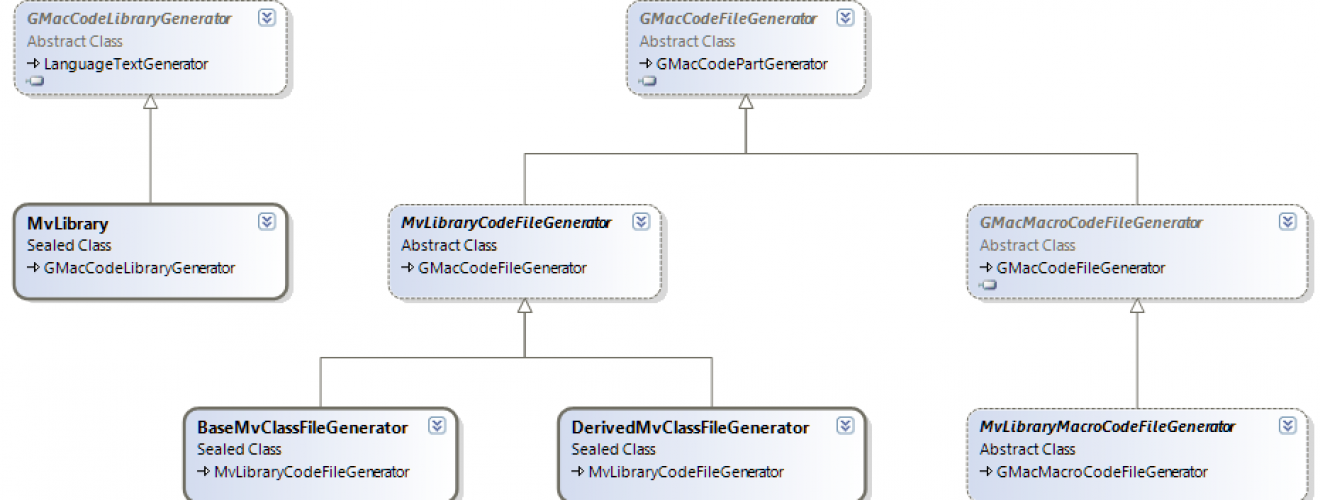 GMacCodeLibraryGenerator
Abstract Class
LanguageTextGenerator
GMacCodeFileGenerator
Abstract Class
GMacCodePartGenerator
MvLibrary
Sealed Class
GMacCodeLibraryGenerator
MvLibraryCodeFileGenerator
Abstract Class
GMacCodeFileGenerator
GMacMacroCodeFileGenerator
Abstract Class
GMacCodeFileGenerator
BaseMvClassFileGenerator
Sealed Class
MvLibraryCodeFileGenerator
DerivedMvClassFileGenerator
Sealed Class
MvLibraryCodeFileGenerator
MvLibraryMacroCodeFileGenerator
Abstract Class
GMacMacroCodeFileGenerator